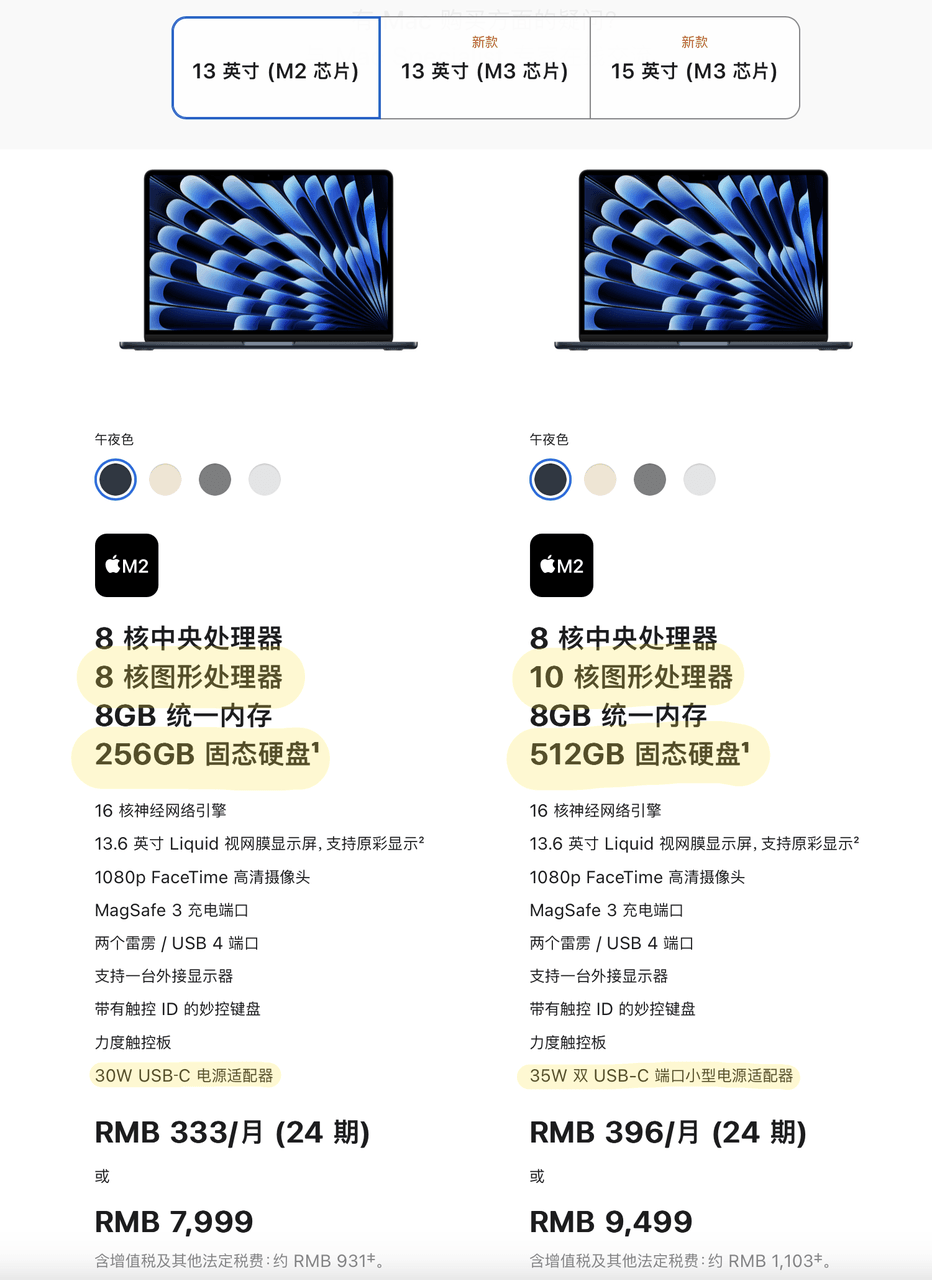 在 Mac 购买方面的疑问?
新款
新款
13 英寸 (M2 芯片)
13 英寸 (M3 芯片)
15 英寸 (M3 芯片)
午夜色
M2
8 核中央处理器
8 核图形处理器
8GB 统一内存
256GB 固态硬盘¹
16 核神经网络引擎
13.6 英寸 Liquid 视网膜显示屏, 支持原彩显示²
1080p FaceTime 高清摄像头
MagSafe 3 充电端口
两个雷雳 / USB 4 端口
支持一台外接显示器
带有触控 ID 的妙控键盘
力度触控板
30W USB-C 电源适配器
RMB 333/月 (24 期)
或
RMB 7,999
含增值税及其他法定税费: 约 RMB 931‡。
午夜色
M2
8 核中央处理器
10 核图形处理器
8GB 统一内存
512GB 固态硬盘¹
16 核神经网络引擎
13.6 英寸 Liquid 视网膜显示屏, 支持原彩显示²
1080p FaceTime 高清摄像头
MagSafe 3 充电端口
两个雷雳 / USB 4 端口
支持一台外接显示器
带有触控 ID 的妙控键盘
力度触控板
35W 双 USB-C 端口小型电源适配器
RMB 396/月 (24 期)
或
RMB 9,499
含增值税及其他法定税费: 约 RMB 1,103‡。